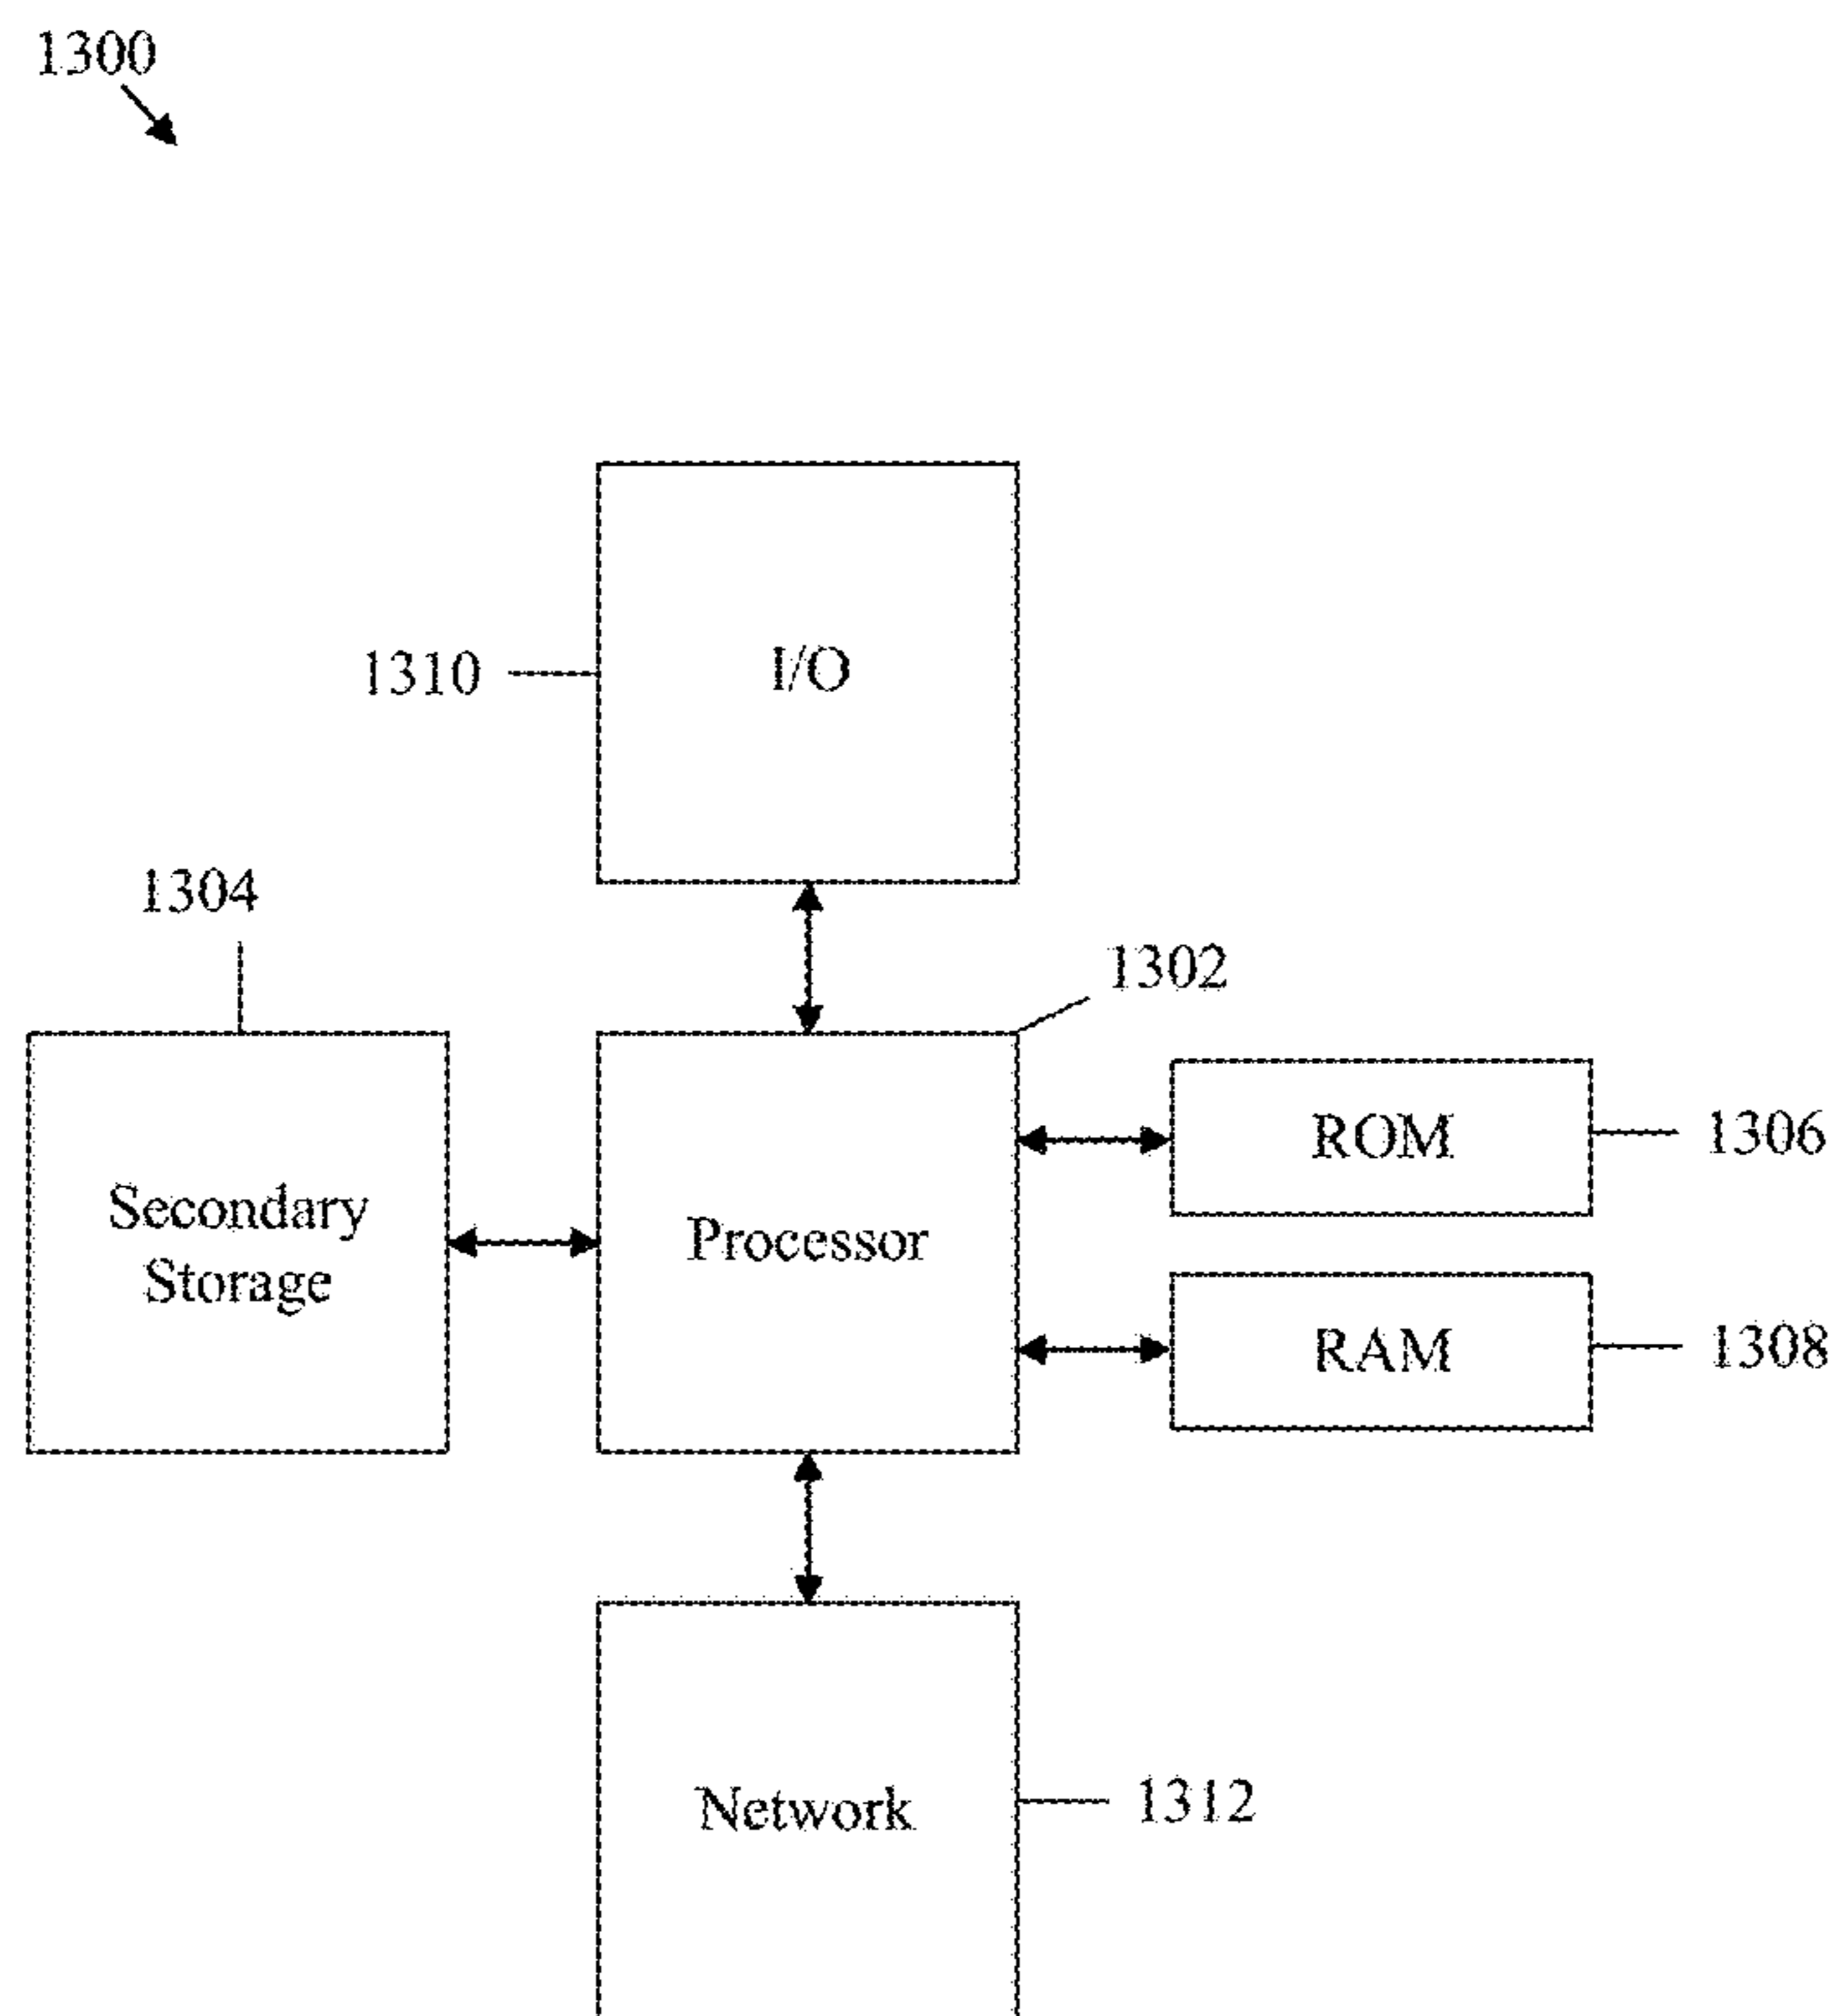 1300
I/O
1310
1304
1302
Secondary
Storage
Processor
ROM
1306
RAM
1308
Network
1312